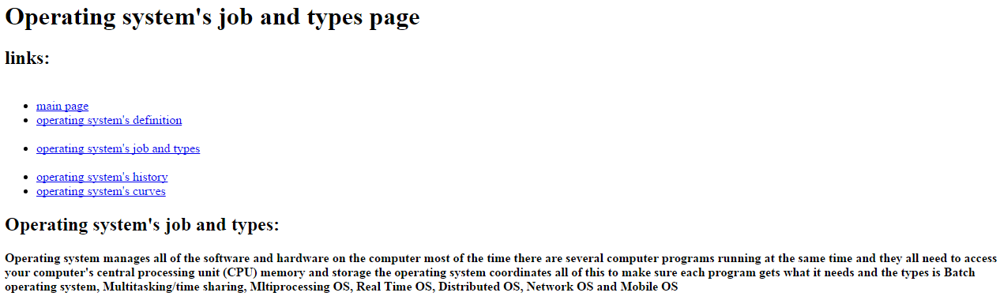 Operating system's job and types page
links:
main page
operating system's definition
operating system's job and types
operating system's history
operating system's curves
Operating system's job and types:
Operating system manages all of the software and hardware on the computer most of the time there are several computer programs running at the same time and they all need to access
your computer's central processing unit (CPU) memory and storage the operating system coordinates all of this to make sure each program gets what it needs and the types is Batch
operating system, Multitasking/time sharing, Mltiprocessing OS, Real Time OS, Distributed OS, Network OS and Mobile OS